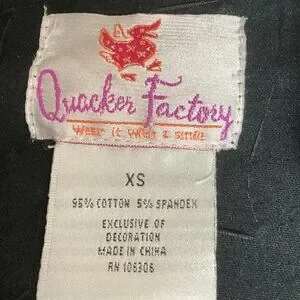 Quacker Factory
Wear it with a smile
XS
95% COTTON 5% SPANDEX
EXCLUSIVE OF
DECORATION
MADE IN CHINA
RN 106306